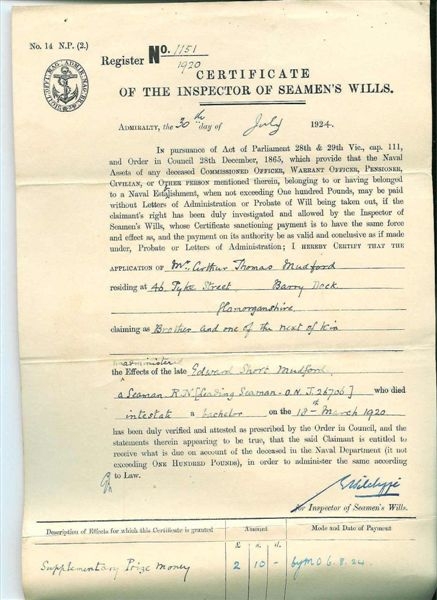 No. 14 N.P. (2.)
Register No. 1151
1920
CERTIFICATE
OF THE INSPECTOR OF SEAMEN'S WILLS.
ADMIRALTY, the 30th day of July 1924.
IN pursuance of Act of Parliament 28th & 29th Vic., cap. 111,
and Order in Council 28th December, 1865, which provide that the Naval
Assets of any deceased COMMISSIONED OFFICER, WARRANT OFFICER, PENSIONER,
CIVILIAN, or OTHER PERSON mentioned therein, belonging to or having belonged
to a Naval Establishment, when not exceeding One Hundred Pounds, may be paid
without Letters of Administration or Probate of Will being taken out, if the
claimant's right has been duly investigated and allowed by the Inspector of
Seamen's Wills, whose Certificate sanctioning payment is to have the same force
and effect as, and the payment on its authority be as valid and conclusive as if made
under, Probate or Letters of Administration; I HEREBY CERTIFY THAT THE
APPLICATION OF Mr. Arthur Thomas Mudford
residing at 46 Tyke Street, Barry Dock
Glamorganshire
claiming as Brother and one of the next of kin
unadministered
the Effects of the late Edward Short Mudford,
a Seaman R.N. [Leading Seaman - O.N. J.26706] who died
intestate a bachelor on the 18th March 1920
has been duly verified and attested as prescribed by the Order in Council, and the
statements therein appearing to be true, that the said Claimant is entitled to
receive what is due on account of the deceased in the Naval Department (it not
exceeding ONE HUNDRED POUNDS), in order to administer the same according
to Law.
for Inspector of Seamen's Wills.
Description of Effects for which this Certificate is granted Amount Mode and Date of Payment
£ s. d.
Supplementary Prize Money 2 10 - by M O 6.8.24.